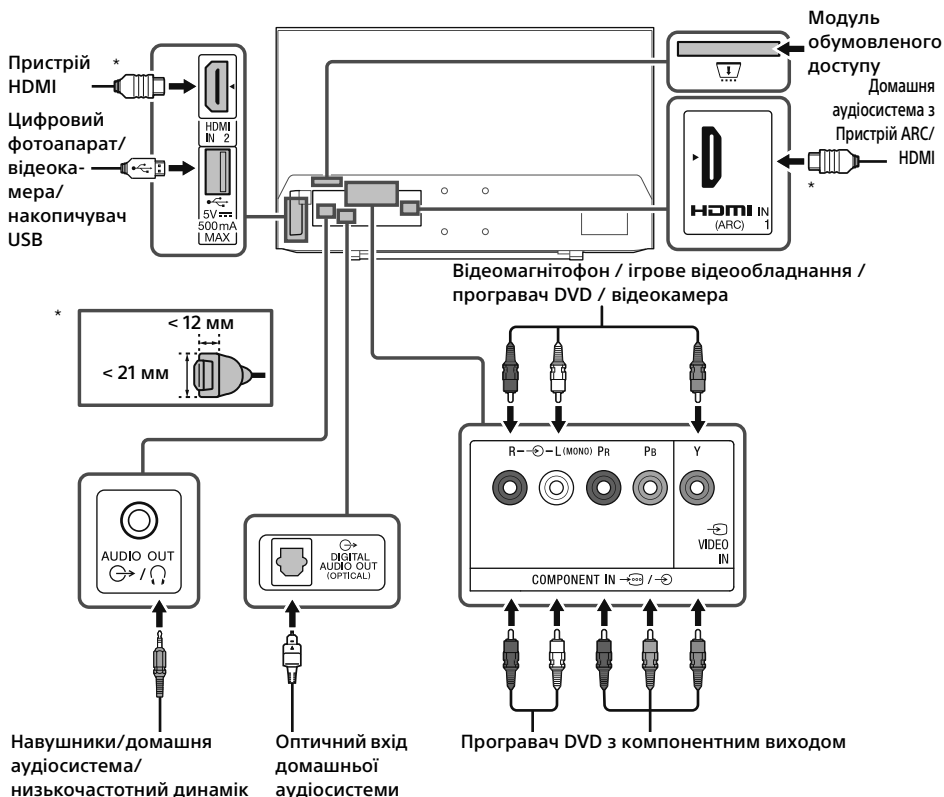 Модуль
обумовленого
доступу
Пристрій *
HDMI
HDMI
IN 2
Цифровий
фотоапарат/
відеока-
мера/
накопичувач
USB
5V
500mA
MAX
Домашня
аудіосистема з
Пристрій ARC/
HDMI
*
HDMI IN
(ARC) 1
Відеомагнітофон / ігрове відеообладнання /
програвач DVD / відеокамера
*
< 12 мм
< 21 мм
R L (MONO) PR PB Y
VIDEO
IN
COMPONENT IN /
AUDIO OUT
/
DIGITAL
AUDIO OUT
(OPTICAL)
Навушники/домашня
аудіосистема/
низькочастотний динамік
Оптичний вхід
домашньої
аудіосистеми
Програвач DVD з компонентним виходом